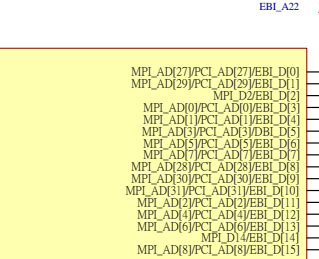 EBI_A22
MPI_AD[27]/PCI_AD[27]/EBI_D[0]
MPI_AD[29]/PCI_AD[29]/EBI_D[1]
MPI_D2/EBI_D[2]
MPI_AD[0]/PCI_AD[0]/EBI_D[3]
MPI_AD[1]/PCI_AD[1]/EBI_D[4]
MPI_AD[3]/PCI_AD[3]/DBI_D[5]
MPI_AD[5]/PCI_AD[5]/EBI_D[6]
MPI_AD[7]/PCI_AD[7]/EBI_D[7]
MPI_AD[28]/PCI_AD[28]/EBI_D[8]
MPI_AD[30]/PCI_AD[30]/EBI_D[9]
MPI_AD[31]/PCI_AD[31]/EBI_D[10]
MPI_AD[2]/PCI_AD[2]/EBI_D[11]
MPI_AD[4]/PCI_AD[4]/EBI_D[12]
MPI_AD[6]/PCI_AD[6]/EBI_D[13]
MPI_D14/EBI_D[14]
MPI_AD[8]/PCI_AD[8]/EBI_D[15]